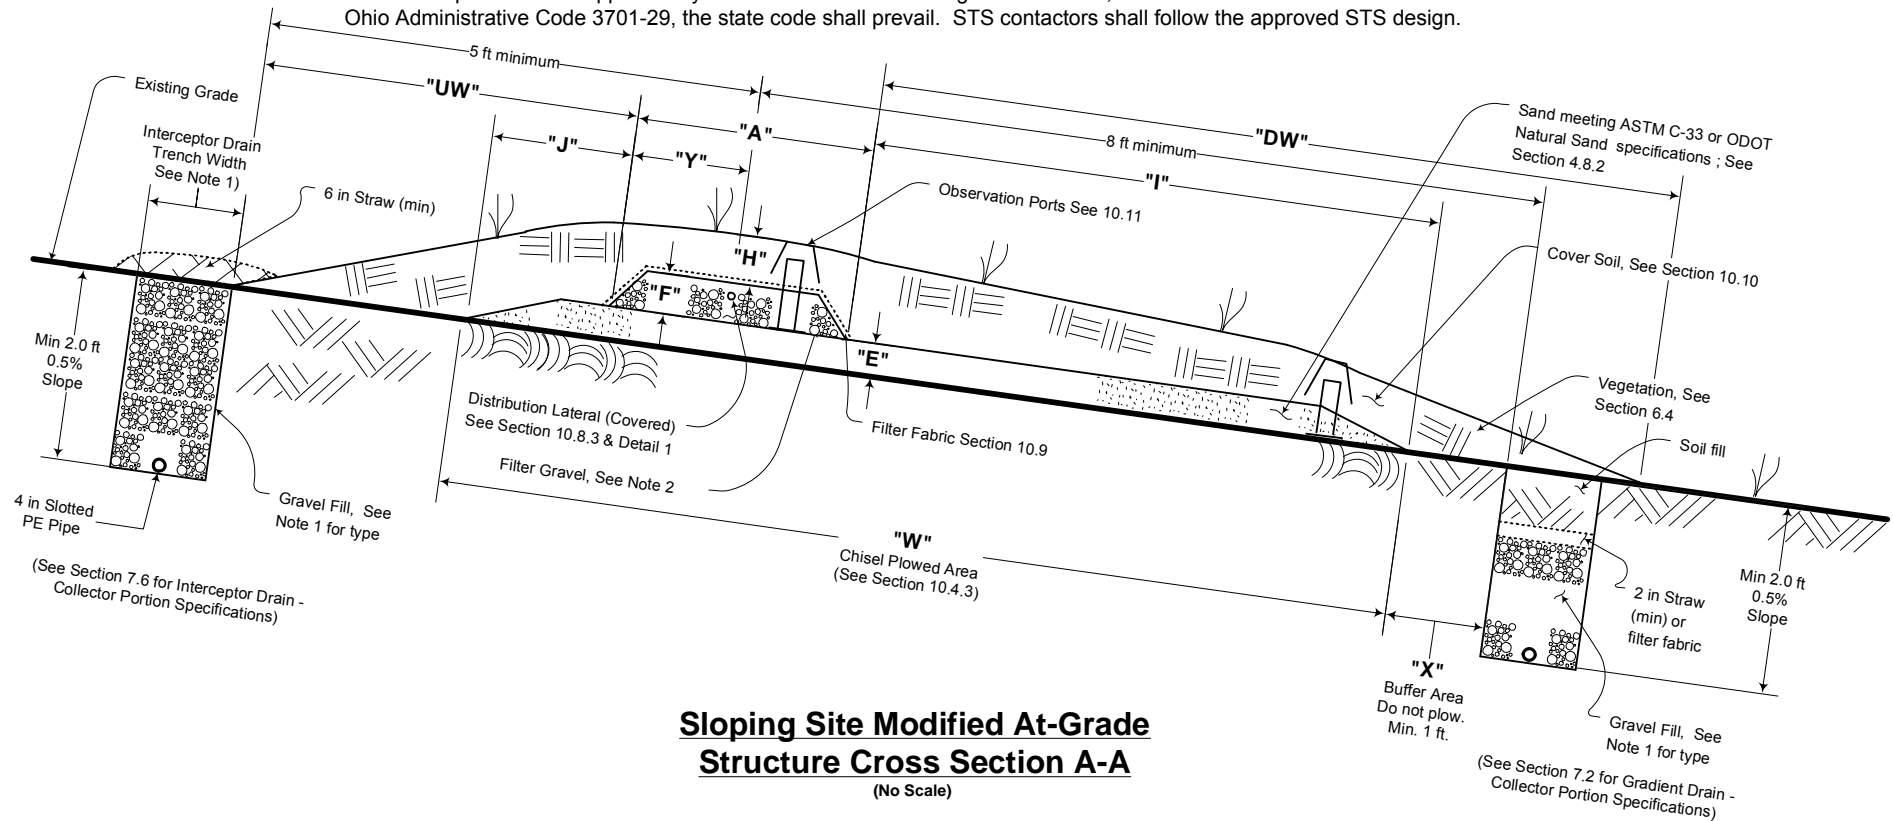 Ohio Administrative Code 3701-29, the state code shall prevail. STS contactors shall follow the approved STS design.
5 ft minimum
"UW"
"A"
"J"
"Y"
8 ft minimum
"DW"
"I"
Existing Grade
Interceptor Drain
Trench Width
See Note 1)
6 in Straw (min)
Observation Ports See 10.11
Sand meeting ASTM C-33 or ODOT
Natural Sand specifications ; See
Section 4.8.2
Cover Soil, See Section 10.10
"H"
"F"
"E"
Min 2.0 ft
0.5%
Slope
Distribution Lateral (Covered)
See Section 10.8.3 & Detail 1
Filter Gravel, See Note 2
Filter Fabric Section 10.9
Vegetation, See
Section 6.4
Soil fill
4 in Slotted
PE Pipe
Gravel Fill, See
Note 1 for type
(See Section 7.6 for Interceptor Drain -
Collector Portion Specifications)
"W"
Chisel Plowed Area
(See Section 10.4.3)
"X"
Buffer Area
Do not plow.
Min. 1 ft.
2 in Straw
(min) or
filter fabric
Min 2.0 ft
0.5%
Slope
Gravel Fill, See
Note 1 for type
(See Section 7.2 for Gradient Drain -
Collector Portion Specifications)
Sloping Site Modified At-Grade
Structure Cross Section A-A
(No Scale)